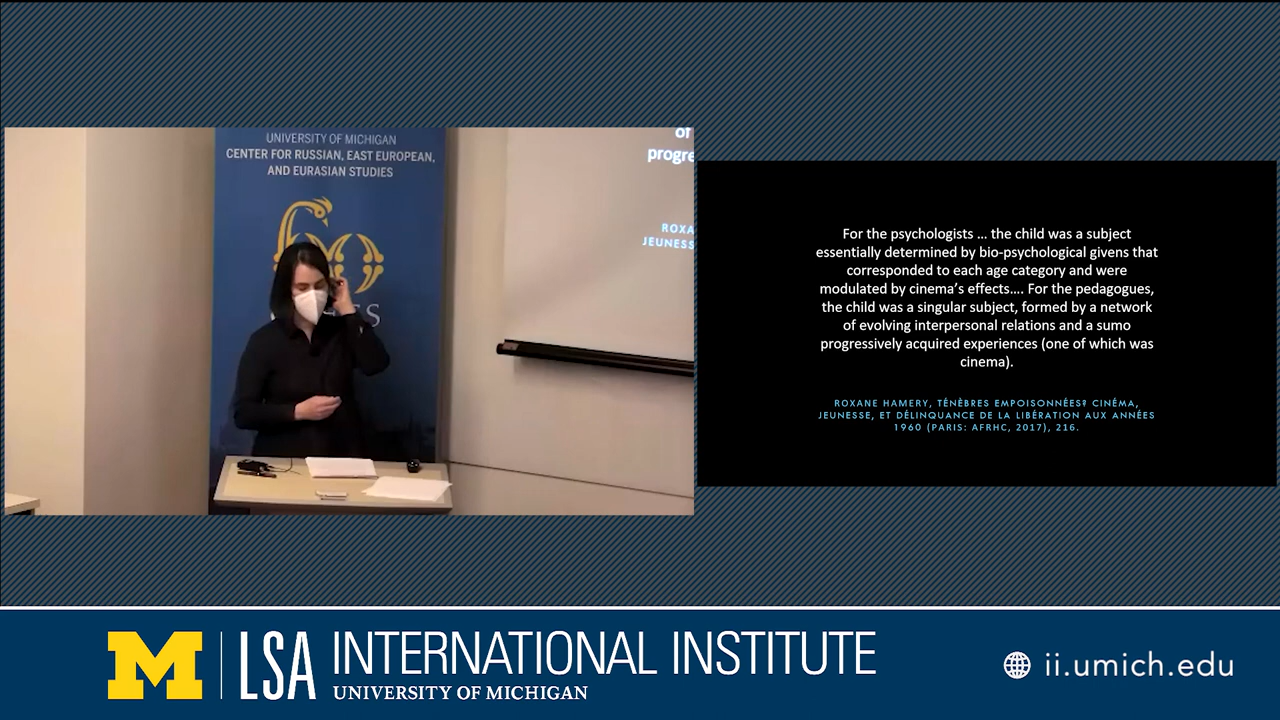 UNIVERSITY OF MICHIGAN
CENTER FOR RUSSIAN, EAST EUROPEAN,
AND EURASIAN STUDIES
60
of
progre
ROXA
JEUNESS
For the psychologists ... the child was a subject
essentially determined by bio-psychological givens that
corresponded to each age category and were
modulated by cinema's effects.... For the pedagogues,
the child was a singular subject, formed by a network
of evolving interpersonal relations and a sumo
progressively acquired experiences (one of which was
cinema).
ROXANE HAMERY, TÉNÈBRES EMPOISONNÉES? CINÉMA,
JEUNESSE, ET DÉLINQUANCE DE LA LIBÉRATION AUX ANNÉES
1960 (PARIS: AFRHC, 2017), 216.
M LSA INTERNATIONAL INSTITUTE
UNIVERSITY OF MICHIGAN
ii.umich.edu